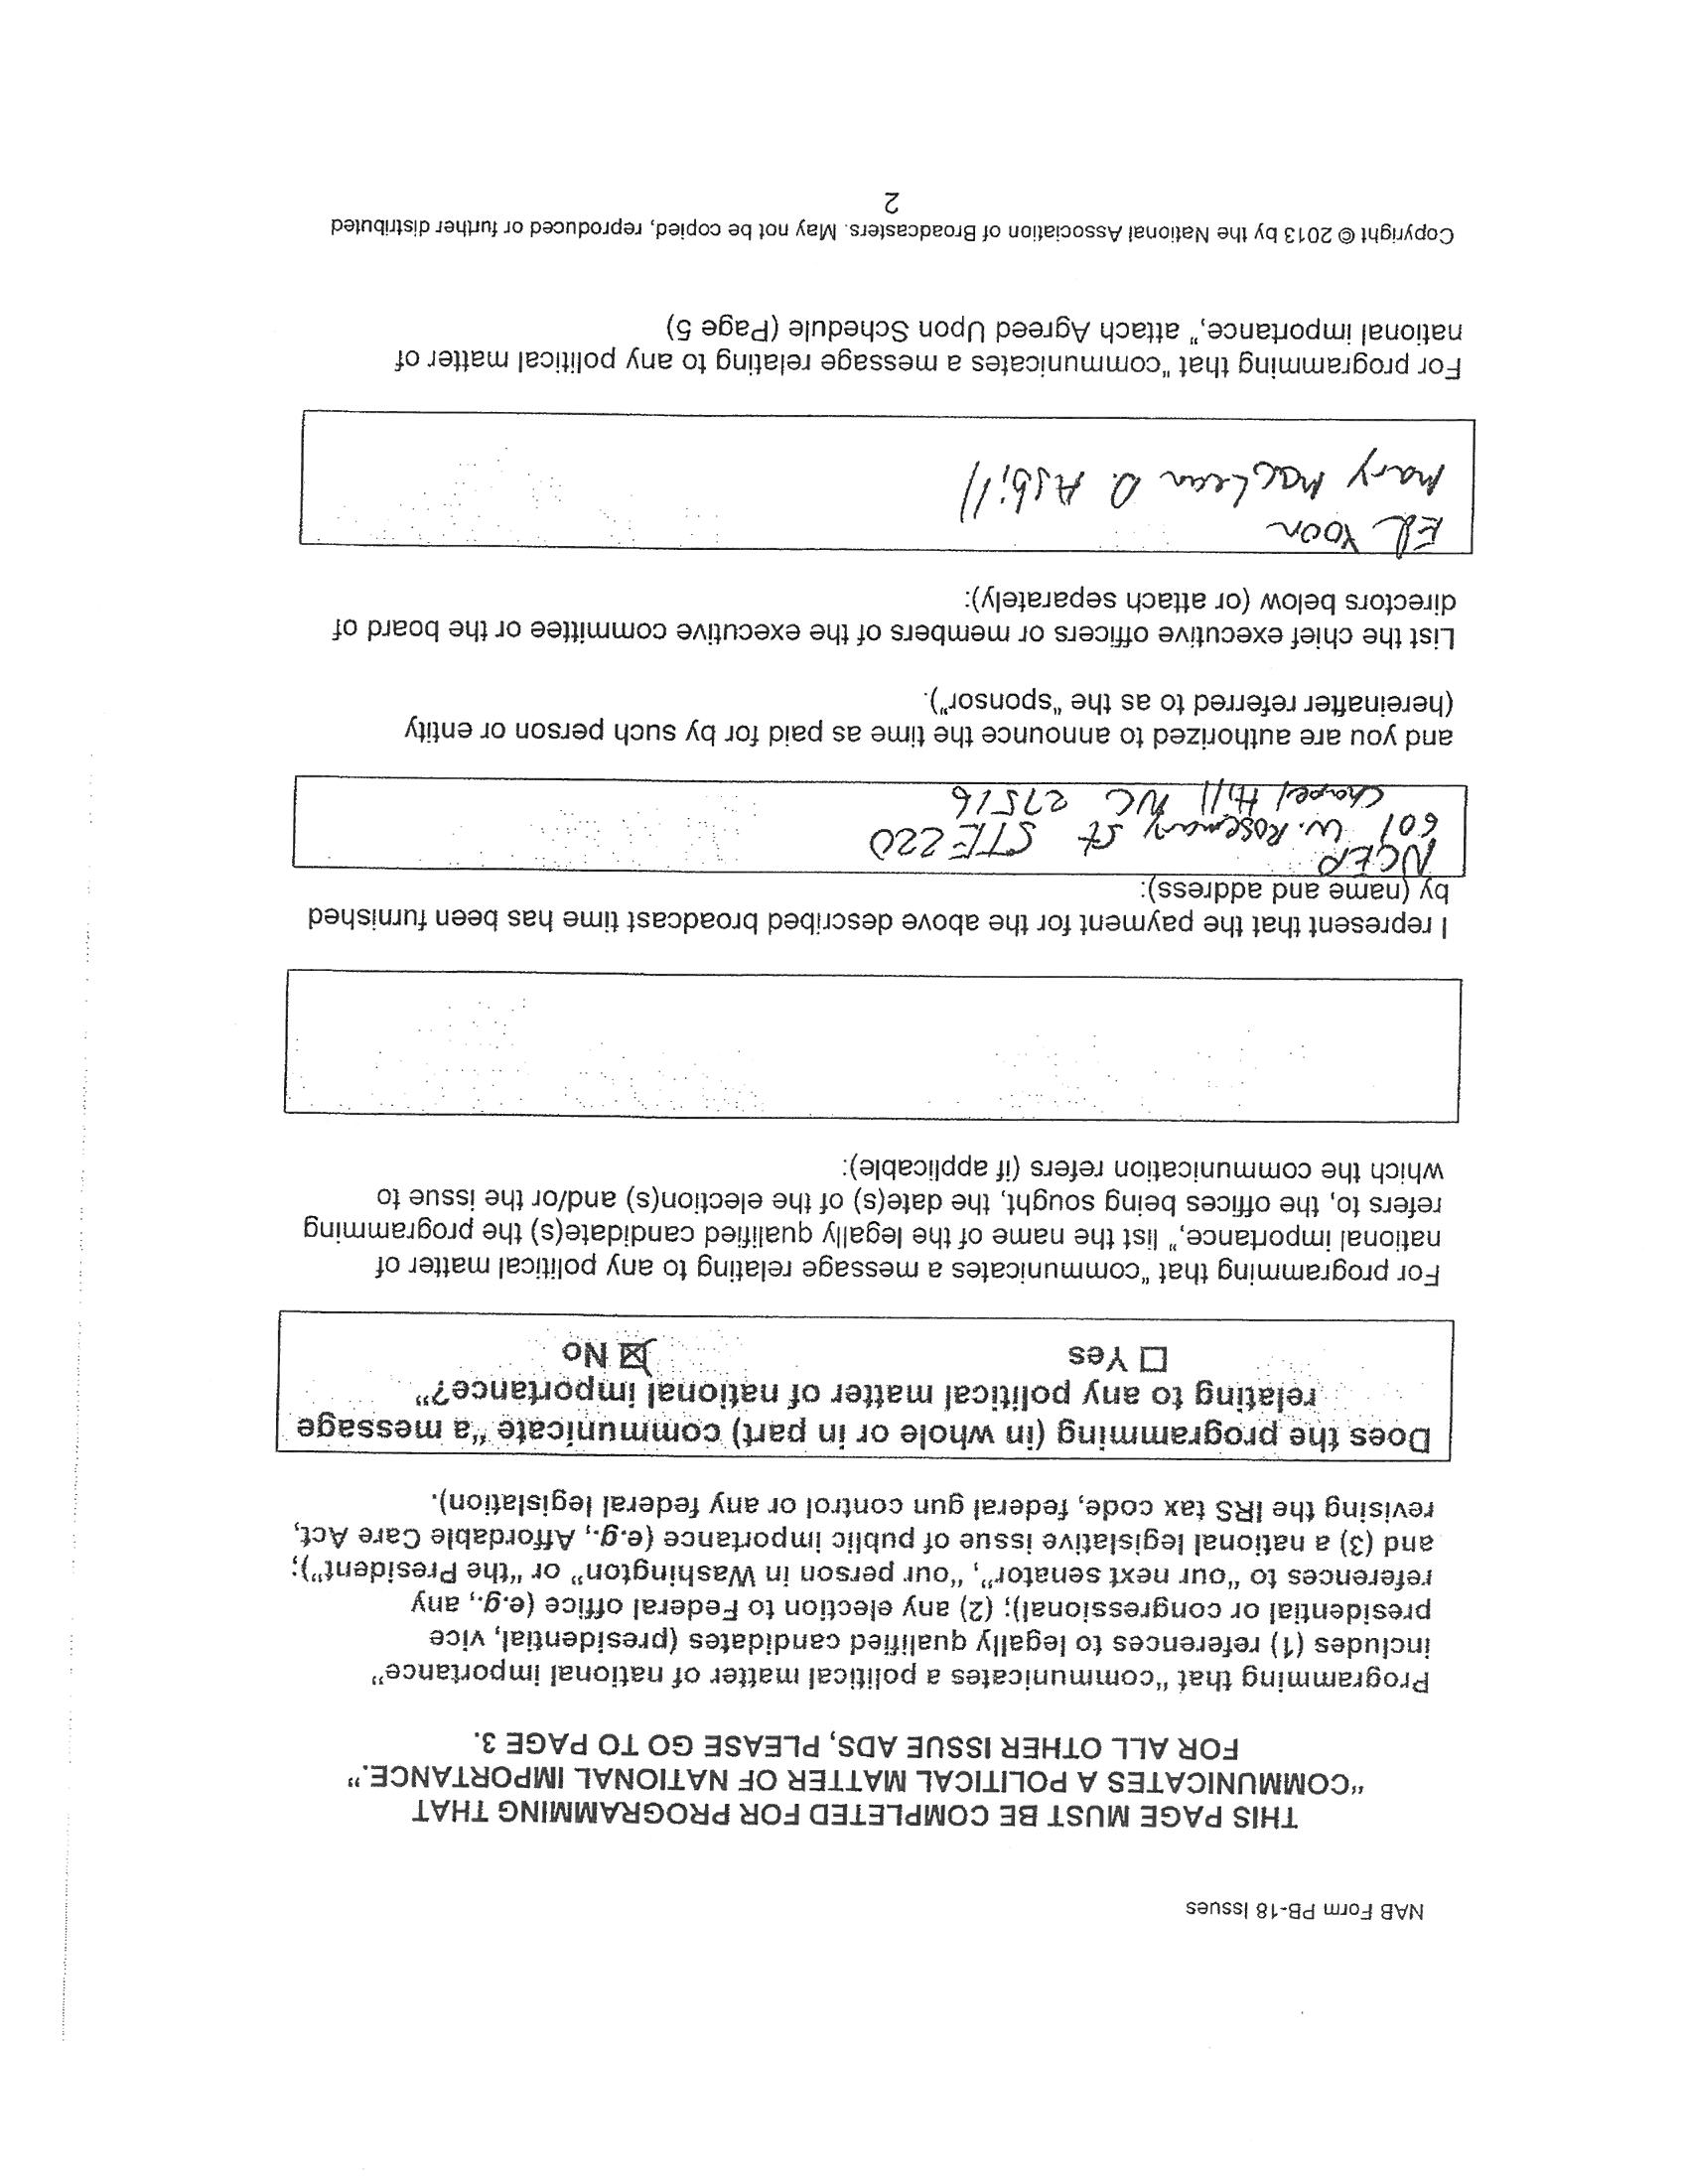 NAB Form PB-18 Issues
THIS PAGE MUST BE COMPLETED FOR PROGRAMMING THAT
“COMMUNICATES A POLITICAL MATTER OF NATIONAL IMPORTANCE.”
FOR ALL OTHER ISSUE ADS, PLEASE GO TO PAGE 3.
Programming that “communicates a political matter of national importance”
includes (1) references to legally qualified candidates (presidential, vice
presidential or congressional); (2) any election to Federal office (e.g., any
references to “our next senator”, “our person in Washington” or “the President”);
and (3) a national legislative issue of public importance (e.g., Affordable Care Act,
revising the IRS tax code, federal gun control or any federal legislation).
Does the programming (in whole or in part) communicate “a message
relating to any political matter of national importance?”
☐ Yes ☒ No
For programming that “communicates a message relating to any political matter of
national importance,” list the name of the legally qualified candidate(s) the programming
refers to, the offices being sought, the date(s) of the election(s) and/or the issue to
which the communication refers (if applicable):
I represent that the payment for the above described broadcast time has been furnished
by (name and address):
NCEP
601 W. Rosemary St STE 220
Chapel Hill NC 27516
and you are authorized to announce the time as paid for by such person or entity
(hereinafter referred to as the “sponsor”).
List the chief executive officers or members of the executive committee or the board of
directors below (or attach separately):
Ed Yoon
Mary MacLean D. Asbill
For programming that “communicates a message relating to any political matter of
national importance,” attach Agreed Upon Schedule (Page 5)
Copyright © 2013 by the National Association of Broadcasters. May not be copied, reproduced or further distributed
2